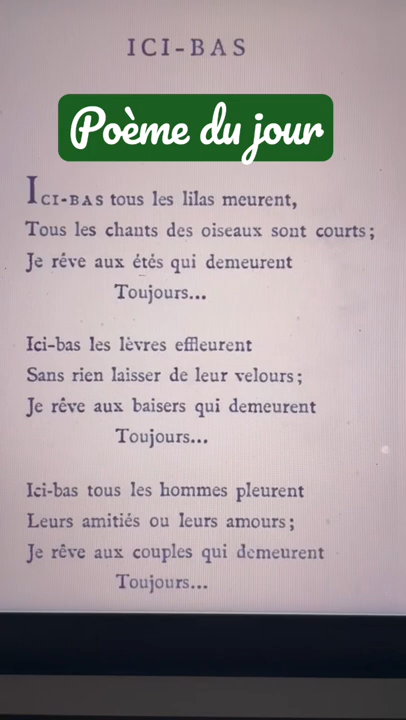 ICI-BAS
Poème du jour
ICI-BAS tous les lilas meurent,
Tous les chants des oiseaux sont courts;
Je rêve aux étés qui demeurent
Toujours...
Ici-bas les lèvres effleurent
Sans rien laisser de leur velours;
Je rêve aux baisers qui demeurent
Toujours...
Ici-bas tous les hommes pleurent
Leurs amitiés ou leurs amours;
Je rêve aux couples qui demeurent
Toujours...